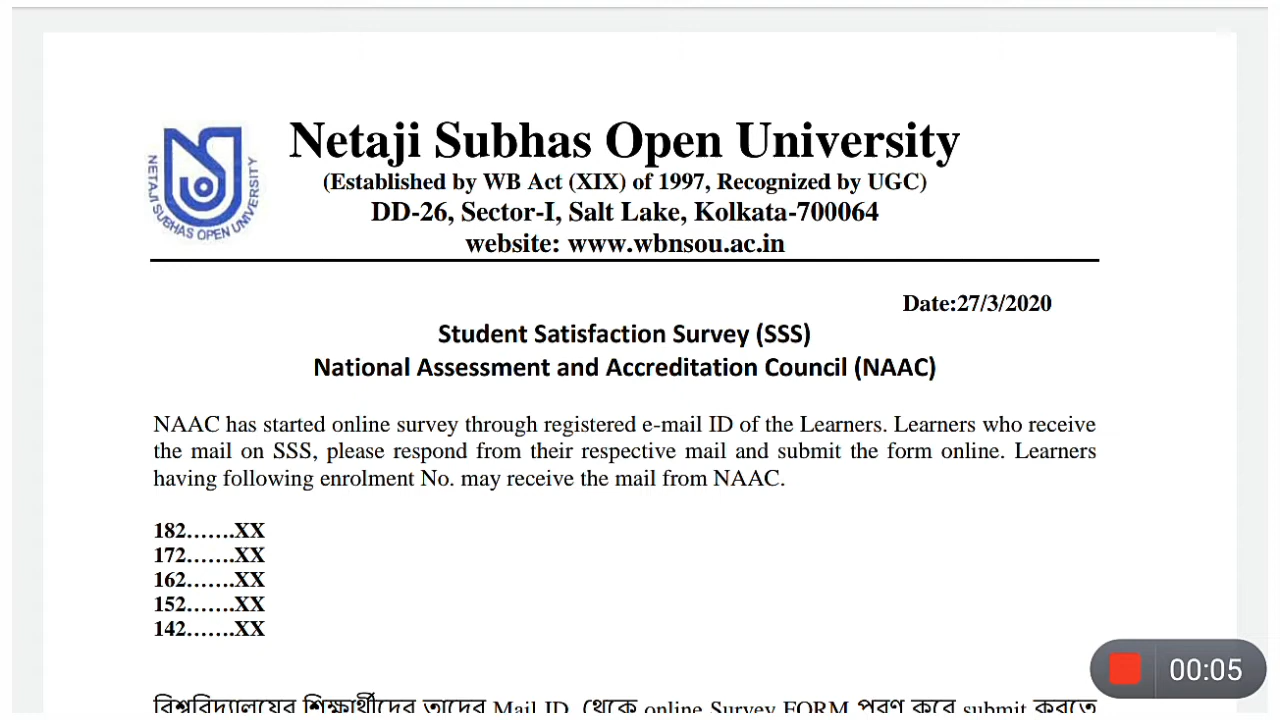 NETAJI SUBHAS OPEN UNIVERSITY
Netaji Subhas Open University
(Established by WB Act (XIX) of 1997, Recognized by UGC)
DD-26, Sector-I, Salt Lake, Kolkata-700064
website: www.wbnsou.ac.in
Date:27/3/2020
Student Satisfaction Survey (SSS)
National Assessment and Accreditation Council (NAAC)
NAAC has started online survey through registered e-mail ID of the Learners. Learners who receive
the mail on SSS, please respond from their respective mail and submit the form online. Learners
having following enrolment No. may receive the mail from NAAC.
182.......XX
172.......XX
162.......XX
152.......XX
142.......XX
বিশ্ববিদ্যালয়ের শিক্ষার্থীদের তাদের Mail ID থেকে online Survey FORM পূরণ করে submit করতে
00:05